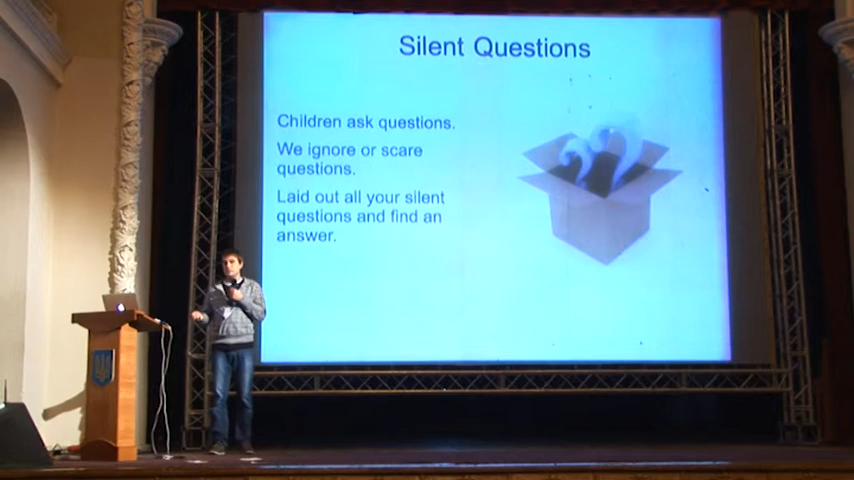 Silent Questions
Children ask questions.
We ignore or scare
questions.
Laid out all your silent
questions and find an
answer.